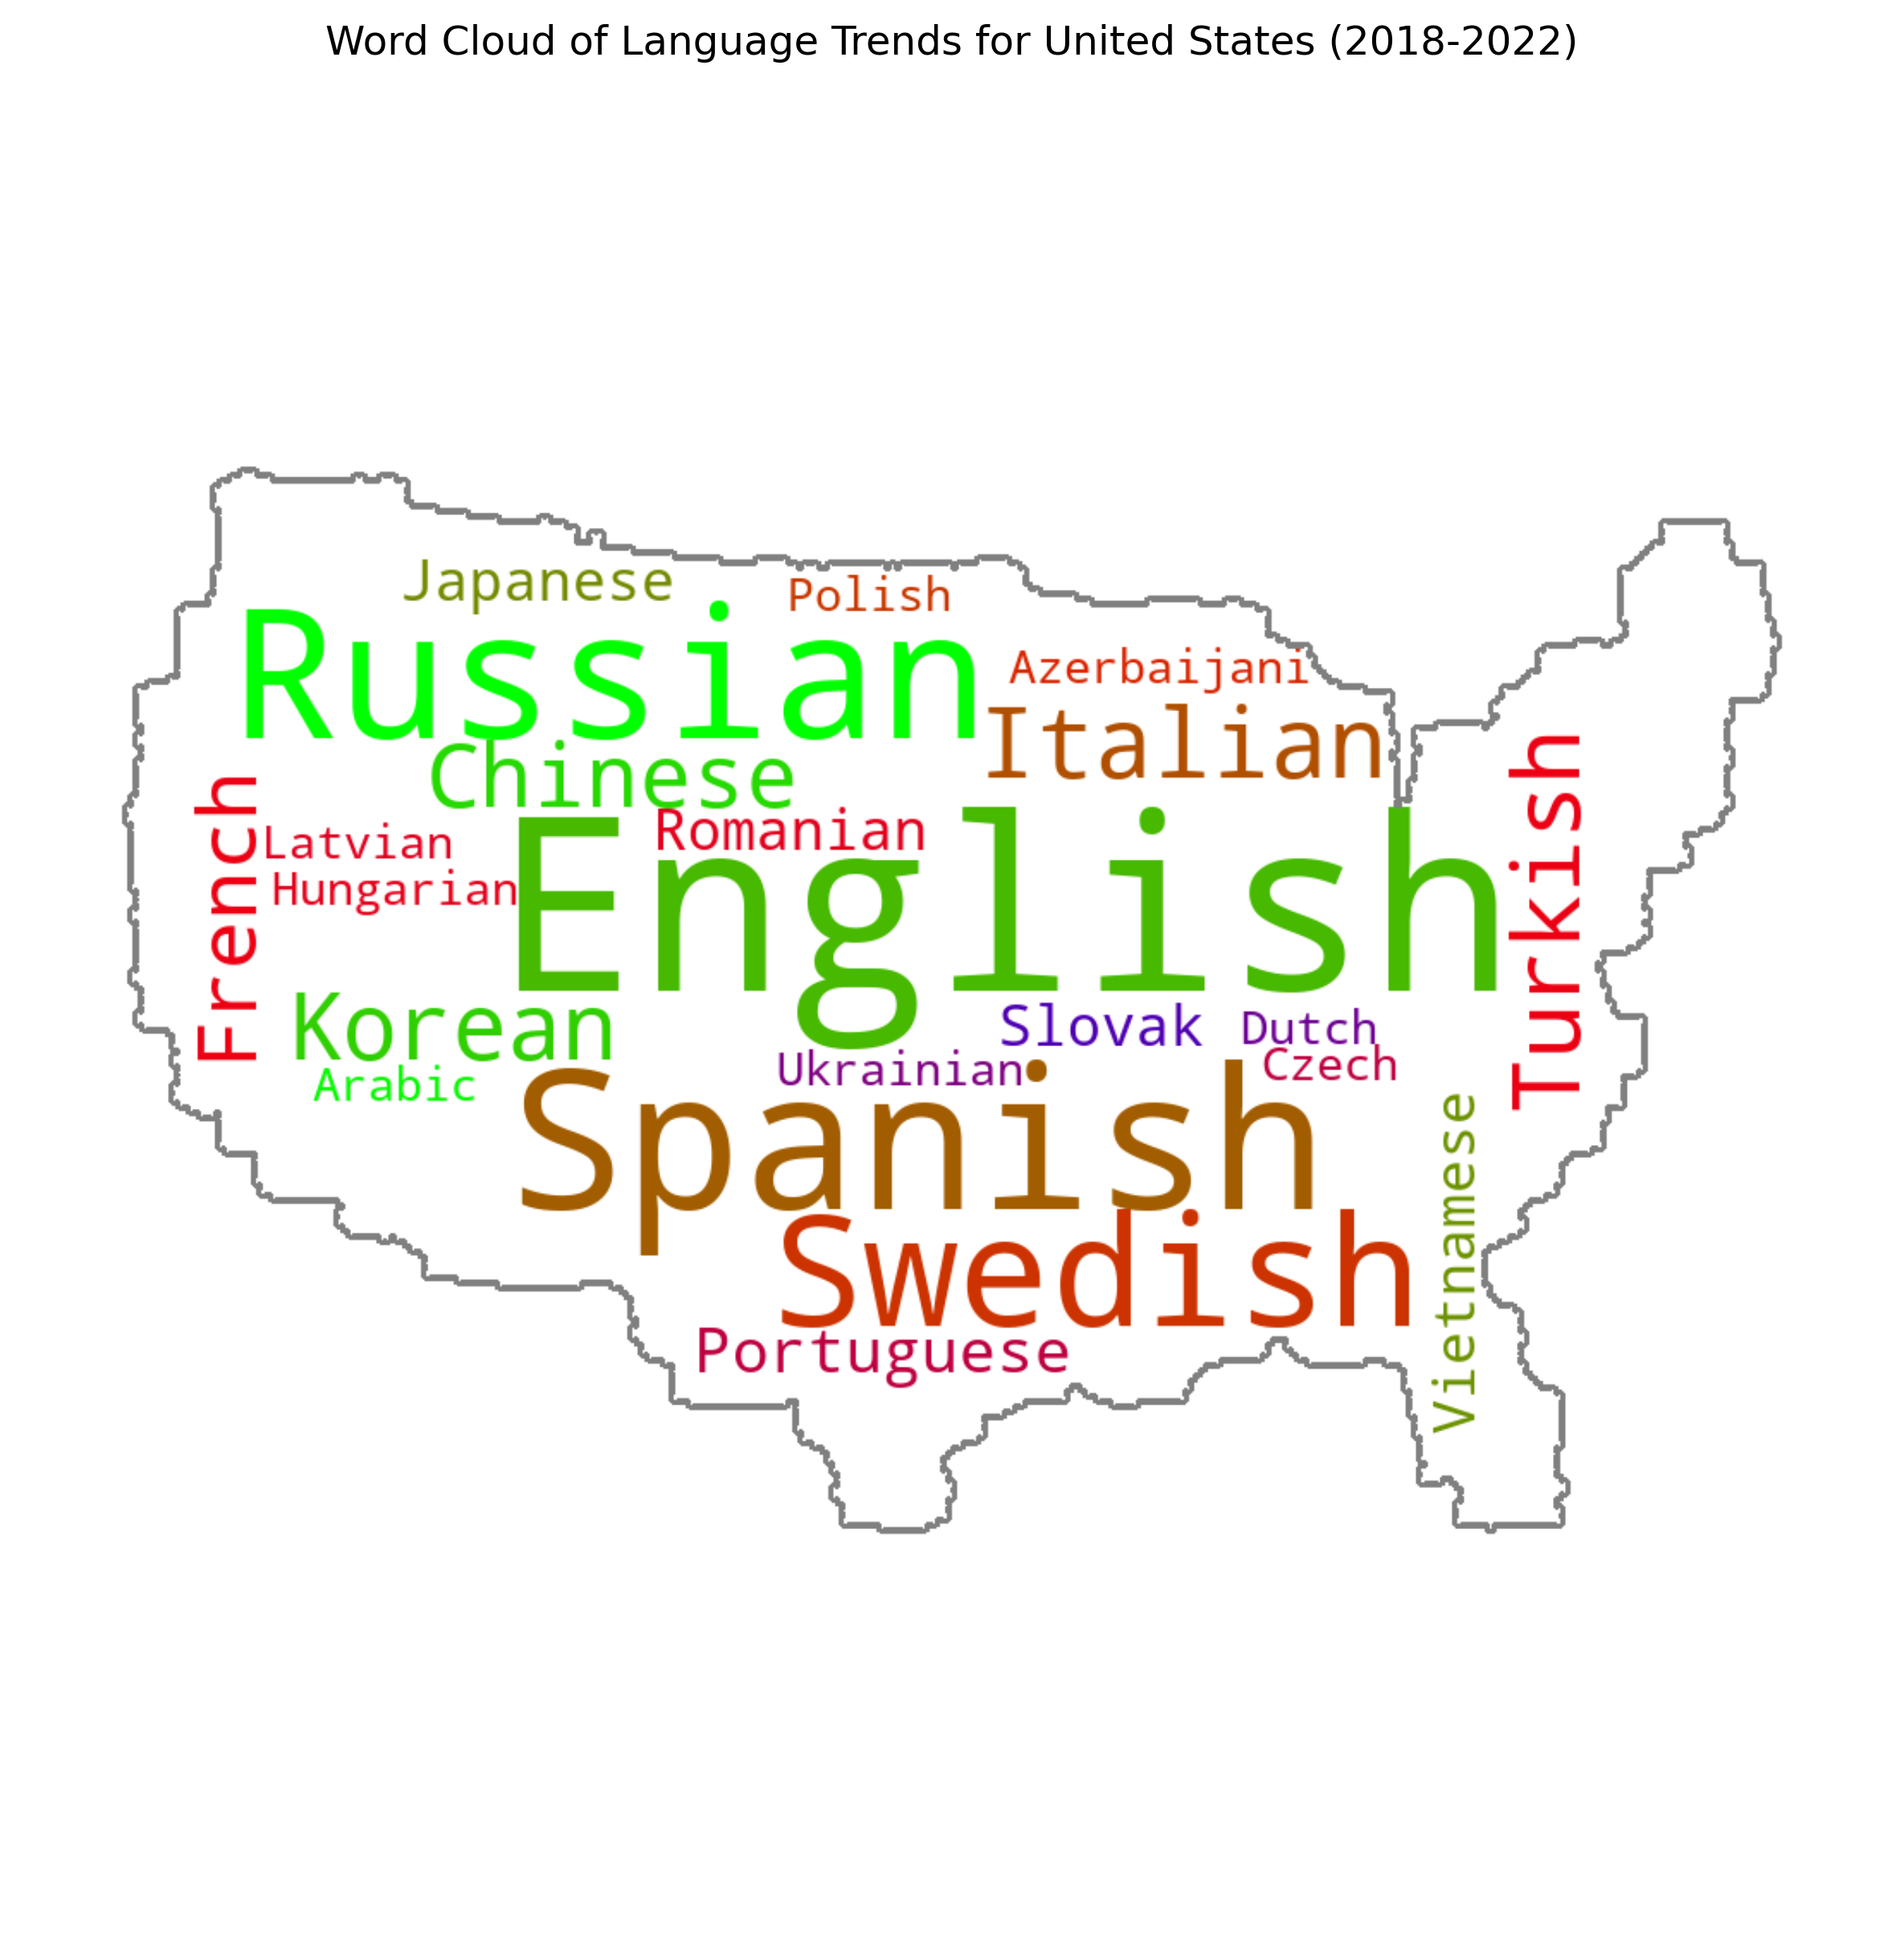 Word Cloud of Language Trends for United States (2018-2022)
Japanese
Polish
Russian
Azerbaijani
Italian
Chinese
Romanian
Latvian
Hungarian
French
English
Turkish
Korean
Slovak
Dutch
Ukrainian
Czech
Arabic
Spanish
Vietnamese
Swedish
Portuguese